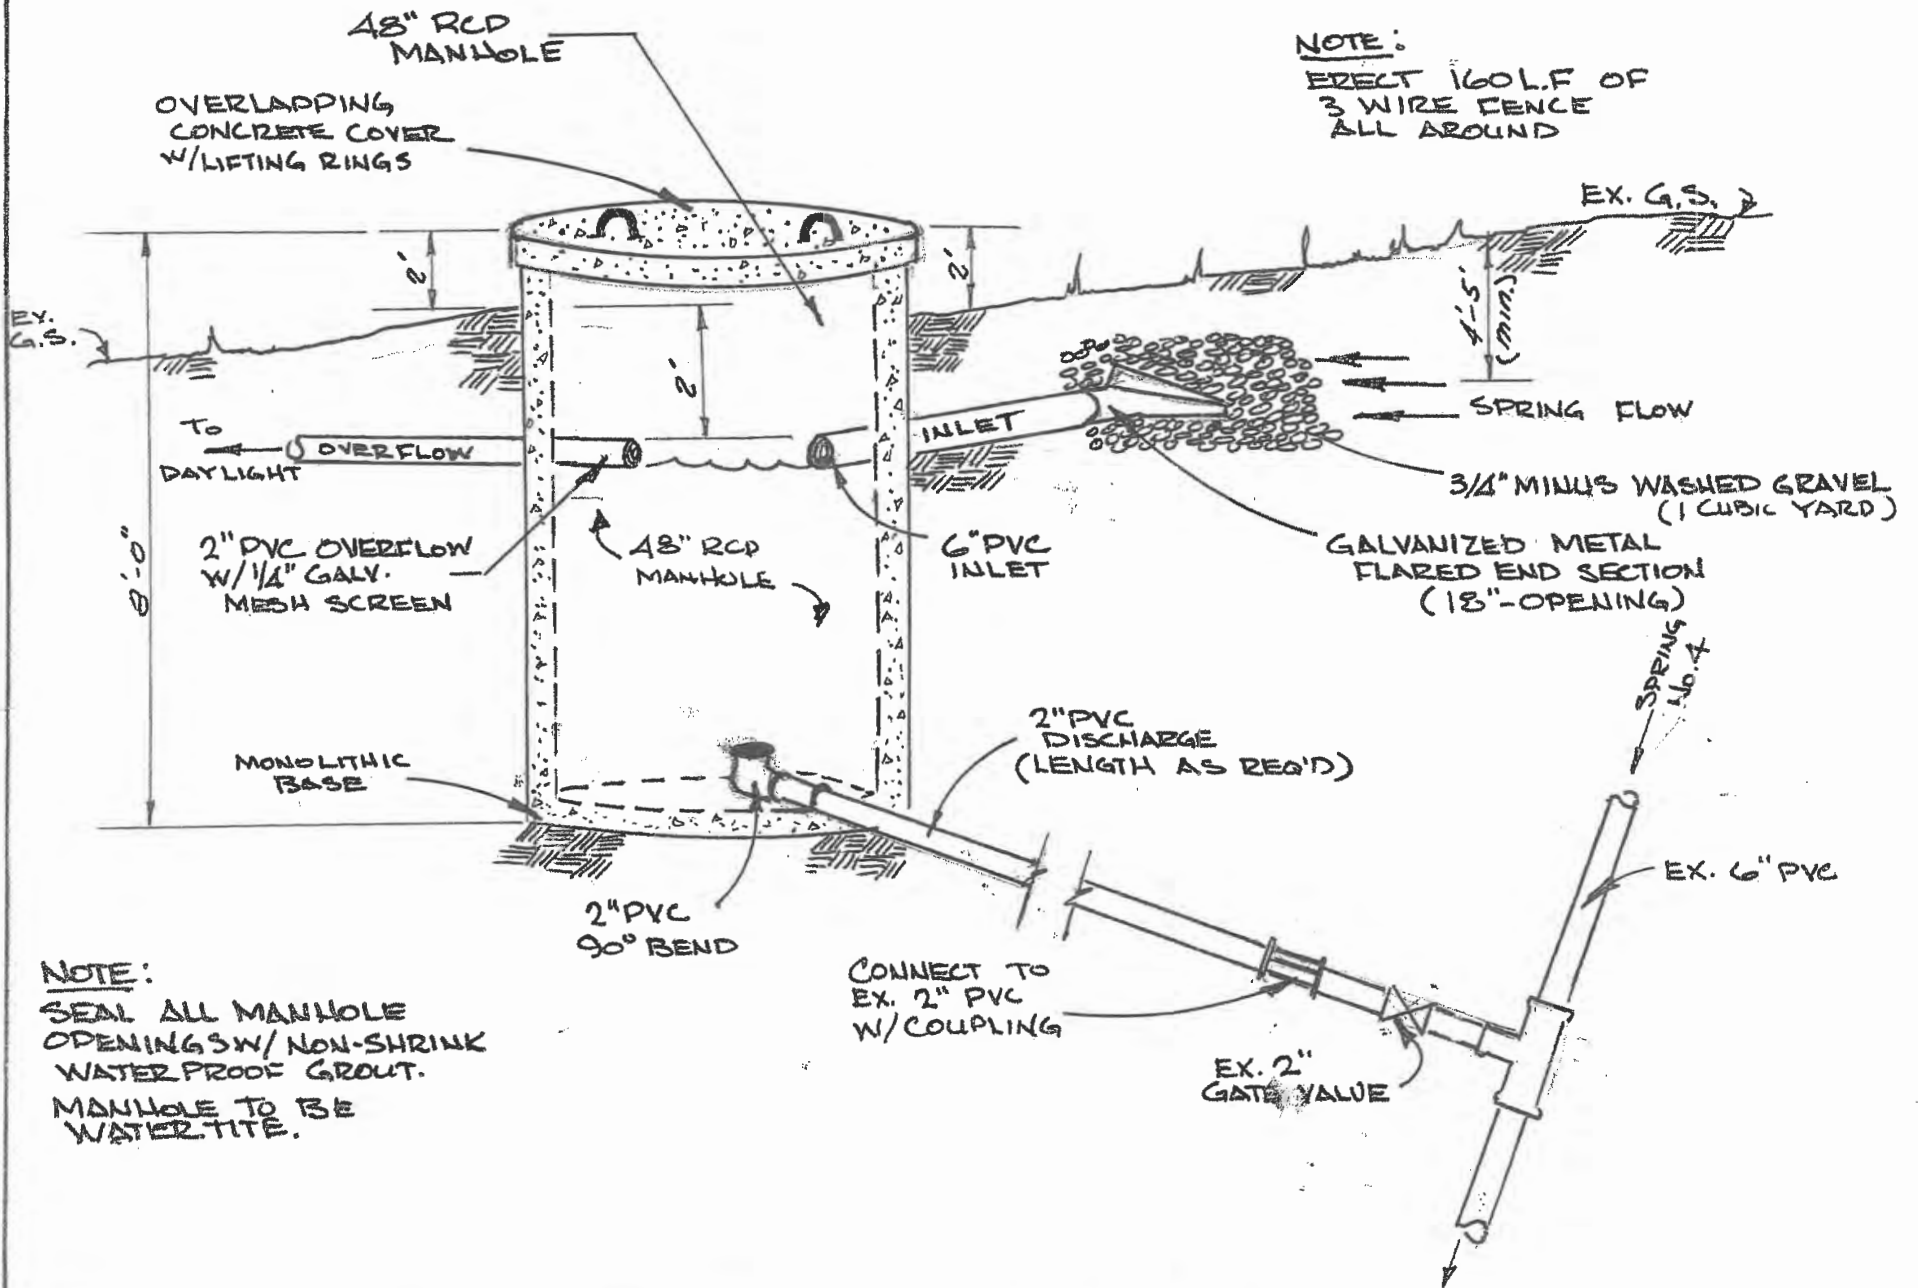 48" RCP
MANHOLE
NOTE:
ERECT 160 L.F OF
3 WIRE FENCE
ALL AROUND
OVERLAPPING
CONCRETE COVER
W/LIFTING RINGS
EX. G.S.
2'
2'
EX.
G.S.
2'
4'-5'
(MIN.)
SPRING FLOW
INLET
TO
DAYLIGHT
OVERFLOW
3/4" MINUS WASHED GRAVEL
(1 CUBIC YARD)
8'-0"
2" PVC OVERFLOW
W/ 1/4" GALV.
MESH SCREEN
48" RCP
MANHOLE
6" PVC
INLET
GALVANIZED METAL
FLARED END SECTION
(18"-OPENING)
SPRING
No. 4
MONOLITHIC
BASE
2" PVC
DISCHARGE
(LENGTH AS REQ'D)
EX. 6" PVC
2" PVC
90° BEND
CONNECT TO
EX. 2" PVC
W/ COUPLING
EX. 2"
GATE VALUE
NOTE:
SEAL ALL MANHOLE
OPENINGS W/ NON-SHRINK
WATERPROOF GROUT.
MANHOLE TO BE
WATERTITE.